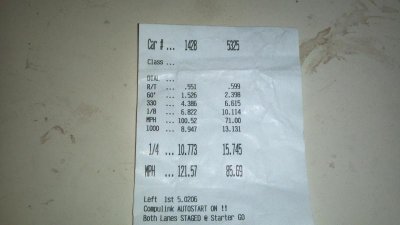 Car # ... 1428 5325
Class ...
DIAL ...
R/T ... .551 .599
60' ... 1.526 2.398
330 ... 4.386 6.615
1/8 ... 6.822 10.114
MPH ... 100.52 71.00
1000 ... 8.947 13.131
1/4 ... 10.773 15.745
MPH ... 121.57 85.69
Left 1st 5.0206
Compulink AUTOSTART ON !!
Both Lanes STAGED @ Starter GO